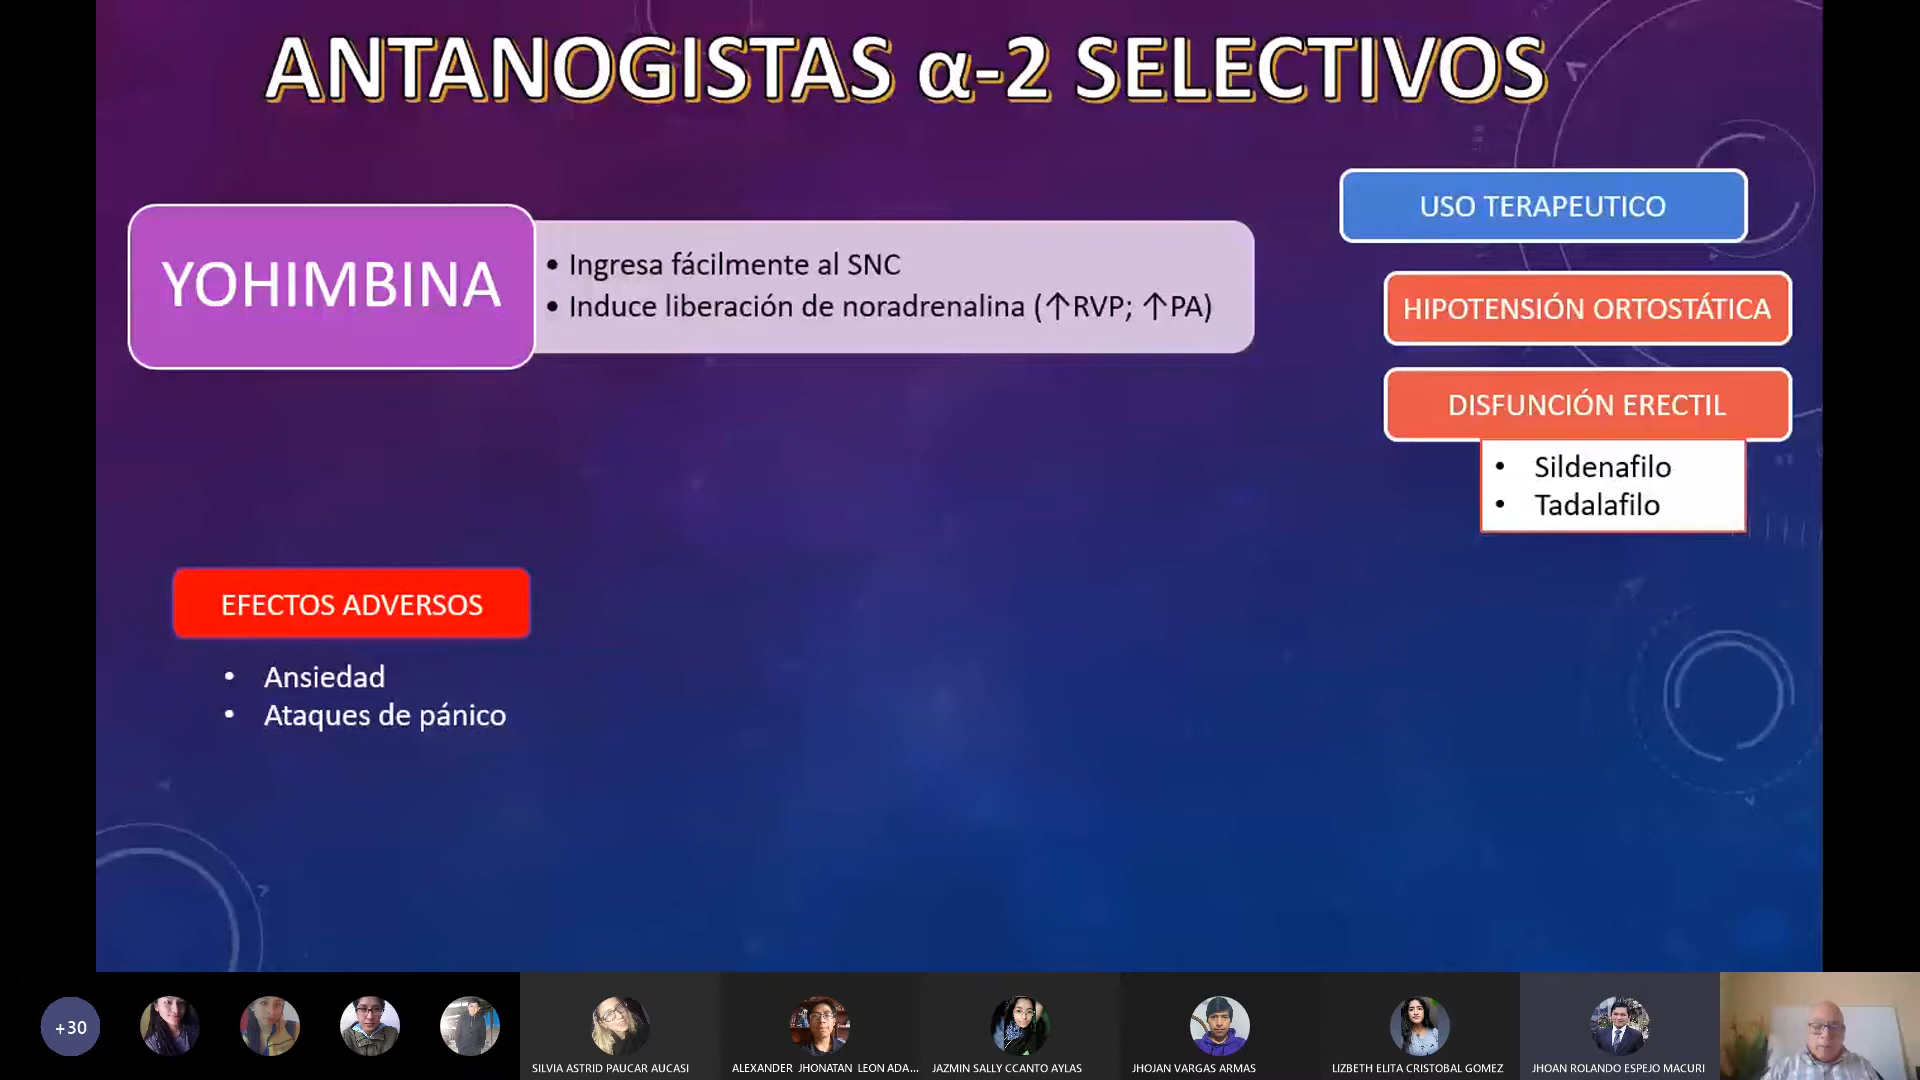 ANTANOGISTAS α-2 SELECTIVOS
YOHIMBINA
• Ingresa fácilmente al SNC
• Induce liberación de noradrenalina (↑RVP; ↑PA)
USO TERAPEUTICO
HIPOTENSIÓN ORTOSTÁTICA
DISFUNCIÓN ERECTIL
• Sildenafilo
• Tadalafilo
EFECTOS ADVERSOS
• Ansiedad
• Ataques de pánico
+30
SILVIA ASTRID PAUCAR AUCASI
ALEXANDER JHONATAN LEON ADA...
JAZMIN SALLY CCANTO AYLAS
JHOJAN VARGAS ARMAS
LIZBETH ELITA CRISTOBAL GOMEZ
JHOAN ROLANDO ESPEJO MACURI